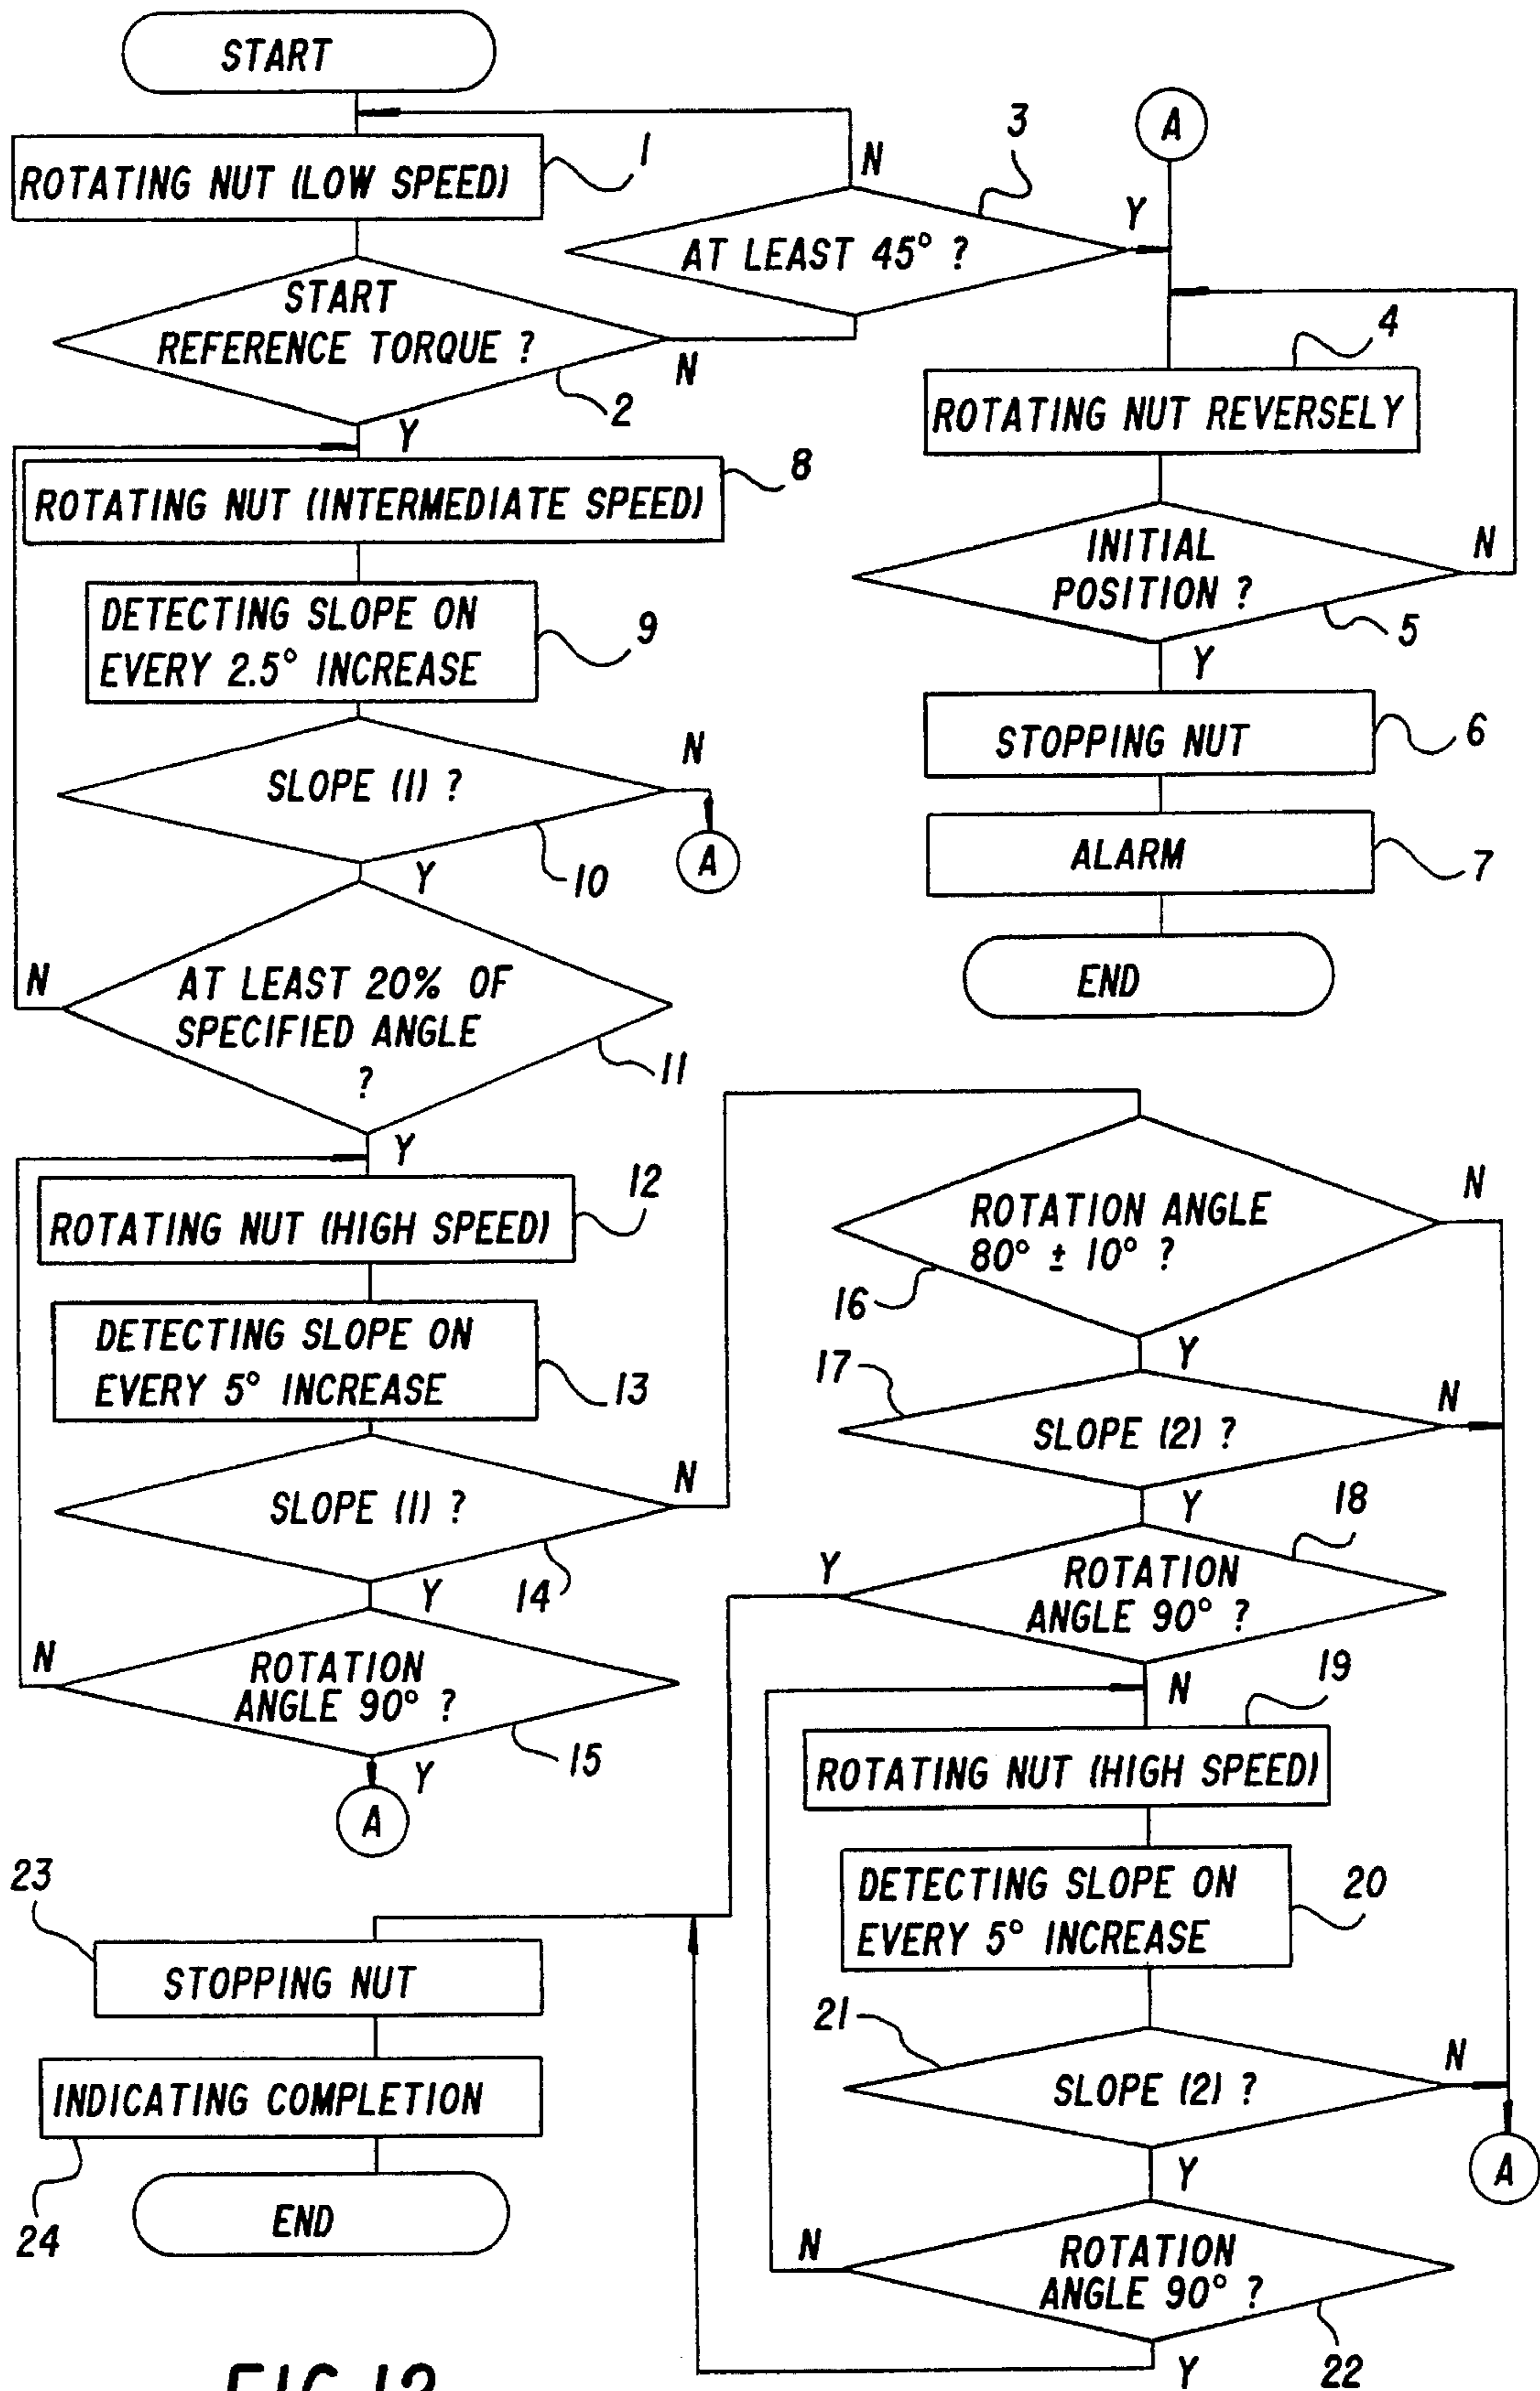 START
1
ROTATING NUT (LOW SPEED)
START
REFERENCE TORQUE ?
2
N
Y
N
AT LEAST 45° ?
3
Y
A
4
ROTATING NUT REVERSELY
INITIAL
POSITION ?
N
5
Y
STOPPING NUT
6
ALARM
7
END
8
ROTATING NUT (INTERMEDIATE SPEED)
DETECTING SLOPE ON
EVERY 2.5° INCREASE
9
SLOPE (1) ?
N
A
10
Y
AT LEAST 20% OF
SPECIFIED ANGLE
?
N
11
Y
12
ROTATING NUT (HIGH SPEED)
DETECTING SLOPE ON
EVERY 5° INCREASE
13
SLOPE (1) ?
N
14
Y
ROTATION
ANGLE 90° ?
N
15
Y
A
ROTATION ANGLE
80° ± 10° ?
N
16
Y
17
SLOPE (2) ?
N
Y
18
ROTATION
ANGLE 90° ?
Y
N
19
ROTATING NUT (HIGH SPEED)
DETECTING SLOPE ON
EVERY 5° INCREASE
20
21
SLOPE (2) ?
N
A
Y
ROTATION
ANGLE 90° ?
N
22
Y
23
STOPPING NUT
INDICATING COMPLETION
24
END